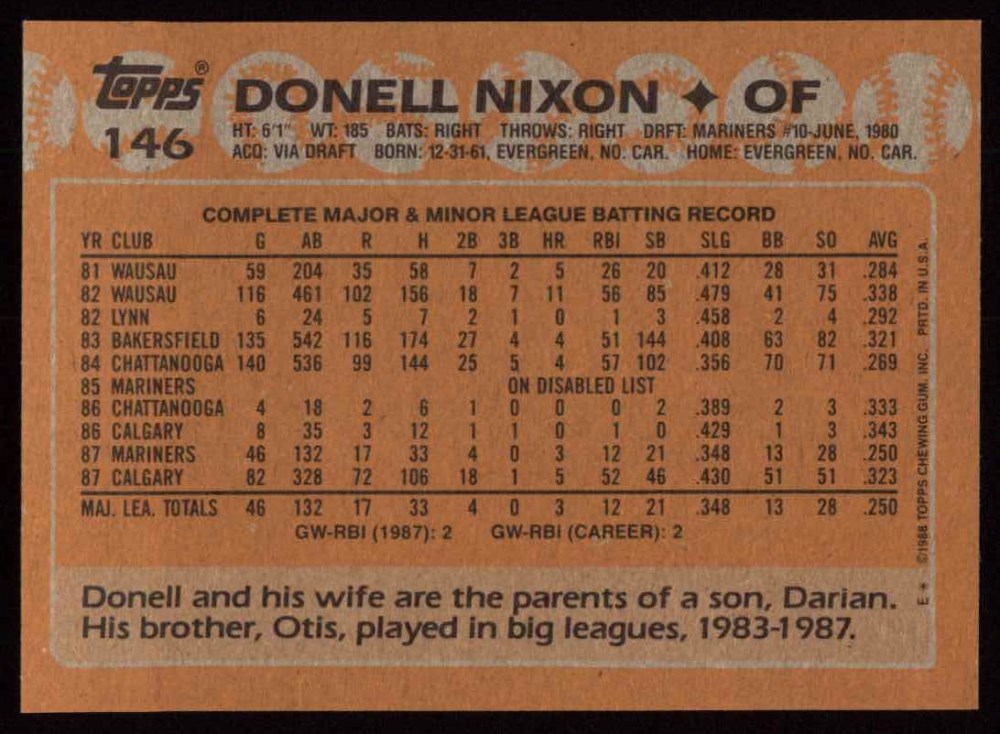 Topps® DONELL NIXON ✦ OF
146 HT: 6'1" WT: 185 BATS: RIGHT THROWS: RIGHT DRFT: MARINERS #10-JUNE, 1980
ACQ: VIA DRAFT BORN: 12-31-61, EVERGREEN, NO. CAR. HOME: EVERGREEN, NO. CAR.
COMPLETE MAJOR & MINOR LEAGUE BATTING RECORD
YR CLUB G AB R H 2B 3B HR RBI SB SLG BB SO AVG
81 WAUSAU 59 204 35 58 7 2 5 26 20 .412 28 31 .284
82 WAUSAU 116 461 102 156 18 7 11 56 85 .479 41 75 .338
82 LYNN 6 24 5 7 2 1 0 1 3 .458 2 4 .292
83 BAKERSFIELD 135 542 116 174 27 4 4 51 144 .408 63 82 .321
84 CHATTANOOGA 140 536 99 144 25 5 4 57 102 .356 70 71 .269
85 MARINERS ON DISABLED LIST
86 CHATTANOOGA 4 18 2 6 1 0 0 0 2 .389 2 3 .333
86 CALGARY 8 35 3 12 1 1 0 1 0 .429 1 3 .343
87 MARINERS 46 132 17 33 4 0 3 12 21 .348 13 28 .250
87 CALGARY 82 328 72 106 18 1 5 52 46 .430 51 51 .323
MAJ. LEA. TOTALS 46 132 17 33 4 0 3 12 21 .348 13 28 .250
GW-RBI (1987): 2 GW-RBI (CAREER): 2
Donell and his wife are the parents of a son, Darian.
His brother, Otis, played in big leagues, 1983-1987.
E* ©1988 TOPPS CHEWING GUM, INC. PRTD. IN U.S.A.